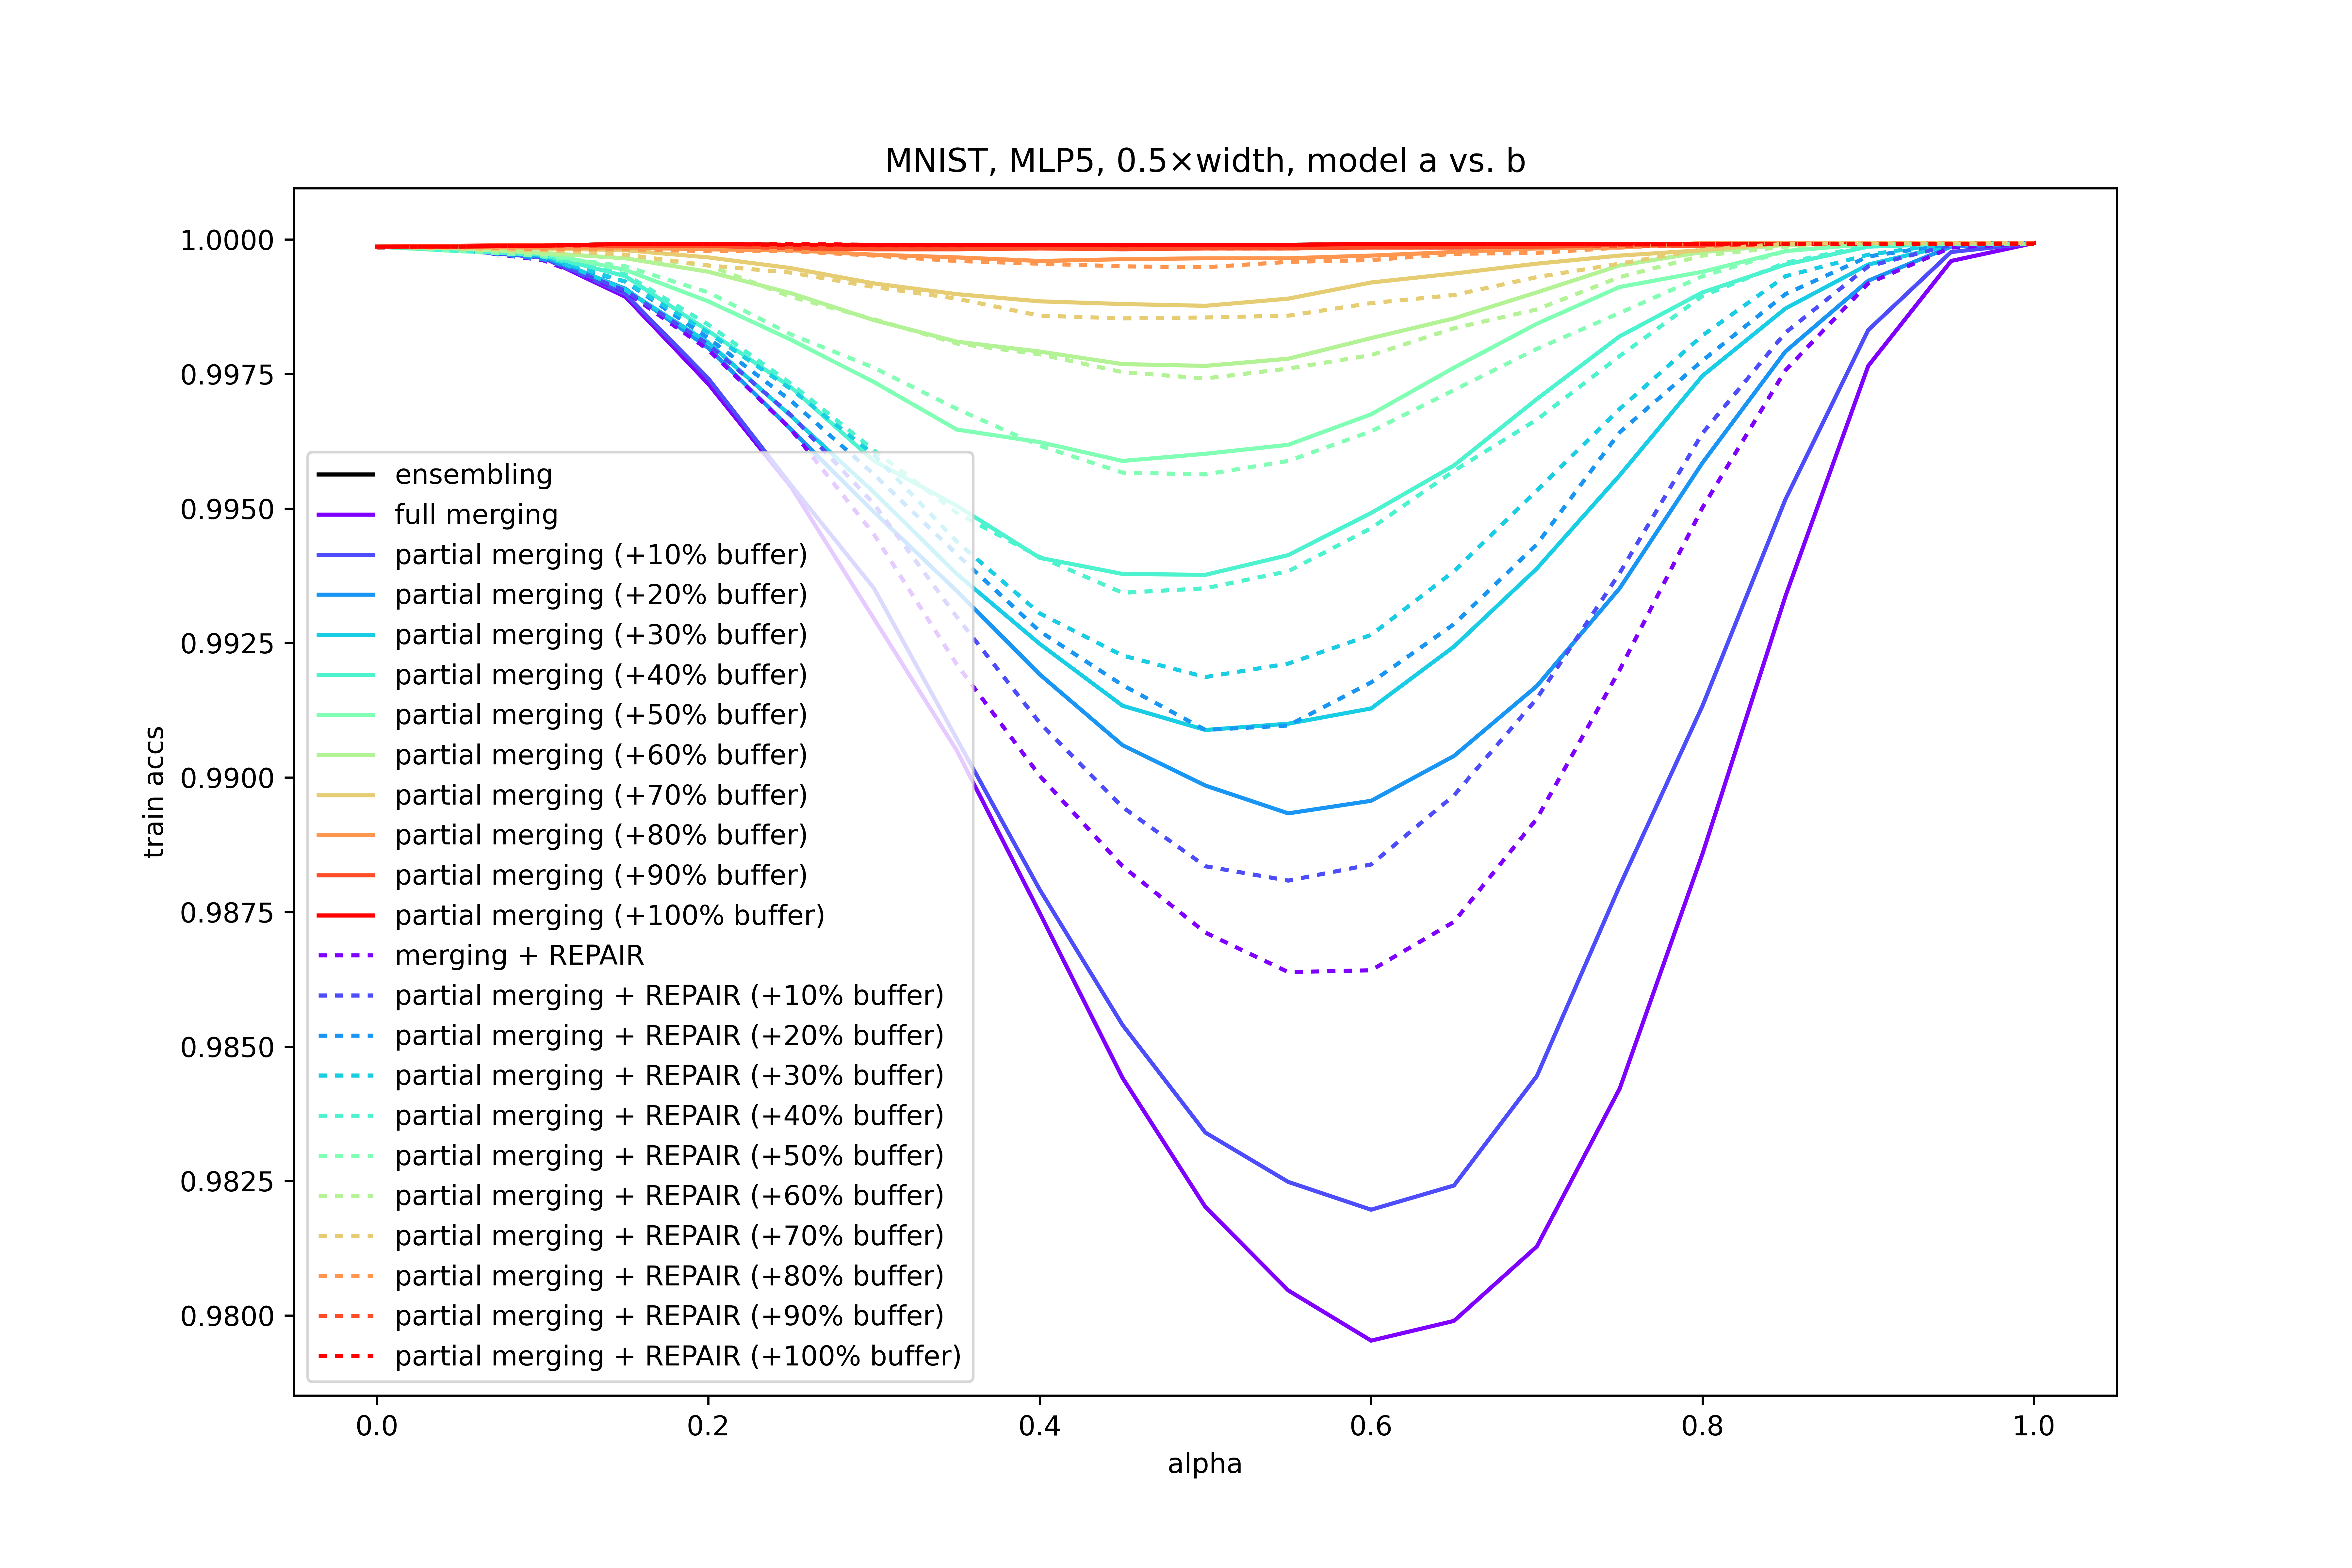 MNIST, MLP5, 0.5×width, model a vs. b
1.0000
0.9975
0.9950
0.9925
0.9900
0.9875
0.9850
0.9825
0.9800
train accs
ensembling
full merging
partial merging (+10% buffer)
partial merging (+20% buffer)
partial merging (+30% buffer)
partial merging (+40% buffer)
partial merging (+50% buffer)
partial merging (+60% buffer)
partial merging (+70% buffer)
partial merging (+80% buffer)
partial merging (+90% buffer)
partial merging (+100% buffer)
merging + REPAIR
partial merging + REPAIR (+10% buffer)
partial merging + REPAIR (+20% buffer)
partial merging + REPAIR (+30% buffer)
partial merging + REPAIR (+40% buffer)
partial merging + REPAIR (+50% buffer)
partial merging + REPAIR (+60% buffer)
partial merging + REPAIR (+70% buffer)
partial merging + REPAIR (+80% buffer)
partial merging + REPAIR (+90% buffer)
partial merging + REPAIR (+100% buffer)
0.0 0.2 0.4 0.6 0.8 1.0
alpha